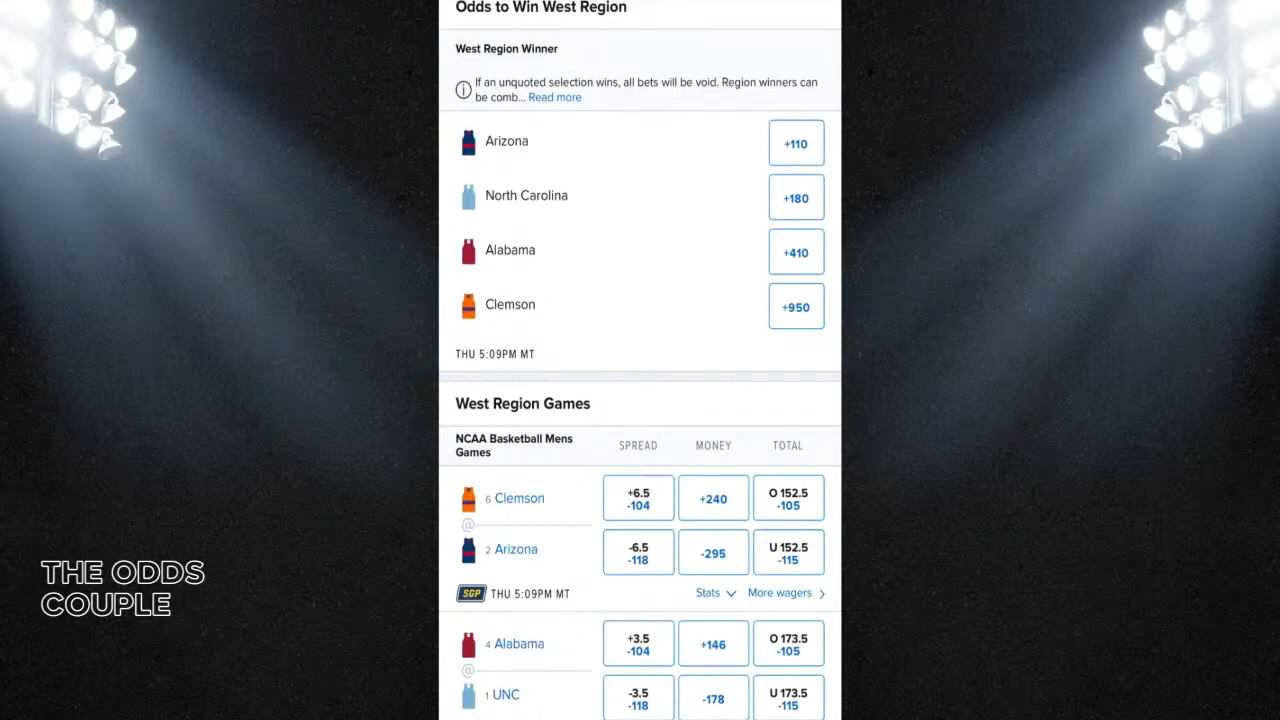 Odds to Win West Region
West Region Winner
If an unquoted selection wins, all bets will be void. Region winners can
be comb... Read more
Arizona
+110
North Carolina
+180
Alabama
+410
Clemson
+950
THU 5:09PM MT
West Region Games
NCAA Basketball Mens
Games
SPREAD MONEY TOTAL
6 Clemson
+6.5
-104
+240
O 152.5
-105
@
2 Arizona
-6.5
-118
-295
U 152.5
-115
SGP THU 5:09PM MT Stats More wagers
4 Alabama
+3.5
-104
+146
O 173.5
-105
@
1 UNC
-3.5
-118
-178
U 173.5
-115
THE ODDS
COUPLE